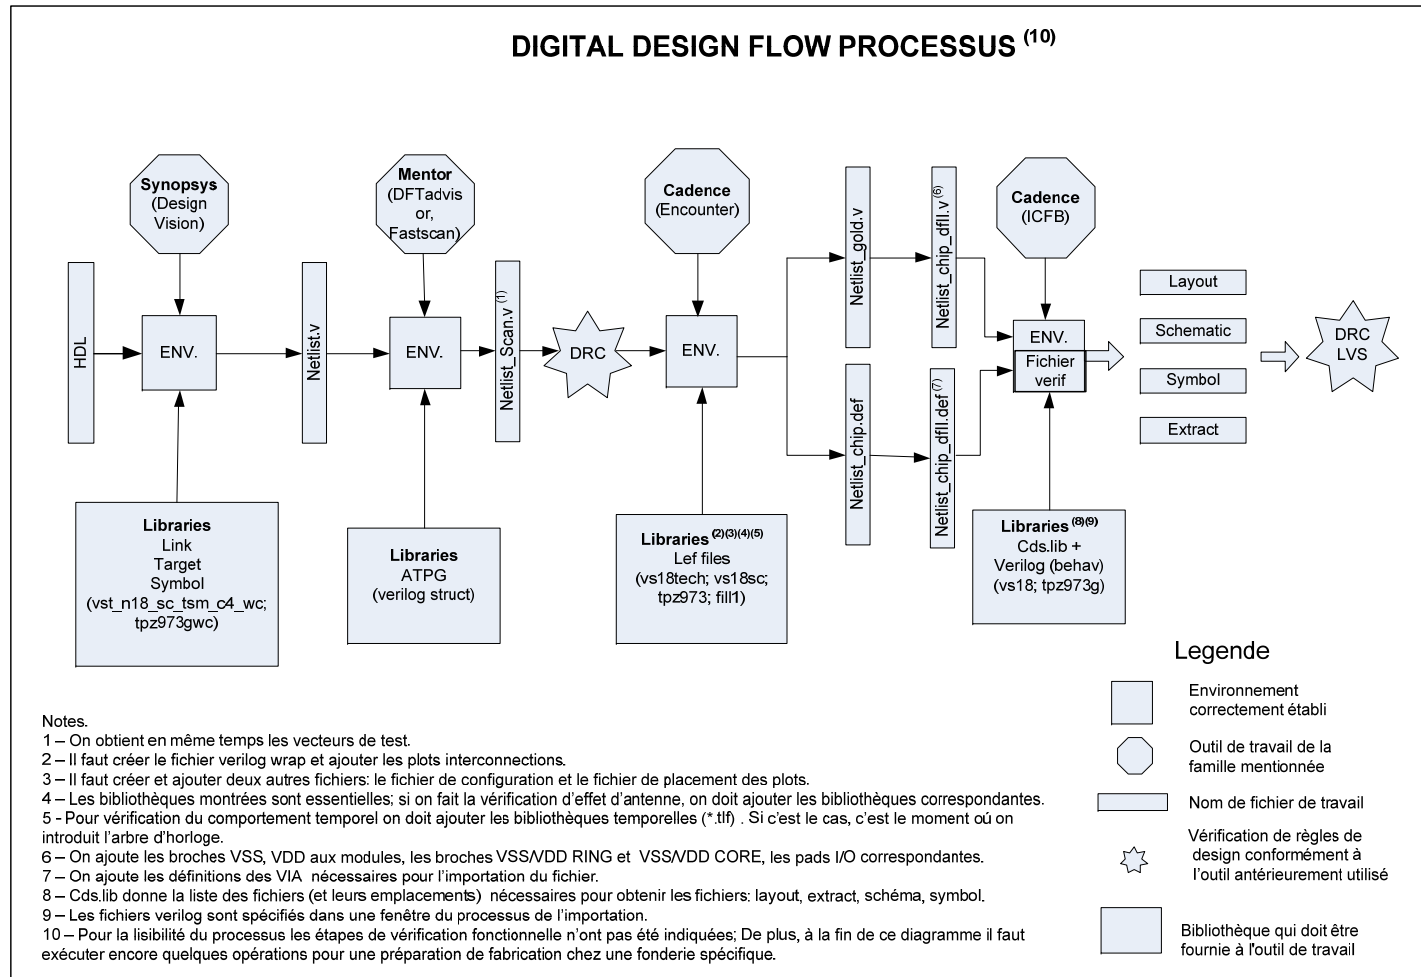 DIGITAL DESIGN FLOW PROCESSUS (10)
Synopsys
(Design
Vision)
Mentor
(DFTadvis
or,
Fastscan)
Cadence
(Encounter)
Cadence
(ICFB)
HDL
ENV.
Netlist.v
ENV.
Netlist_Scan.v (1)
DRC
ENV.
Netlist_gold.v
Netlist_chip_dfII.v (6)
Netlist_chip.def
Netlist_chip_dfII.def (7)
ENV.
Fichier
verif
Layout
Schematic
Symbol
Extract
DRC
LVS
Libraries
Link
Target
Symbol
(vst_n18_sc_tsm_c4_wc;
tpz973gwc)
Libraries
ATPG
(verilog struct)
Libraries (2)(3)(4)(5)
Lef files
(vs18tech; vs18sc;
tpz973; fill1)
Libraries (8)(9)
Cds.lib +
Verilog (behav)
(vs18; tpz973g)
Legende
Environnement
correctement établi
Outil de travail de la
famille mentionnée
Nom de fichier de travail
Vérification de règles de
design conformément à
l'outil antérieurement utilisé
Bibliothèque qui doit être
fournie à l'outil de travail
Notes.
1 – On obtient en même temps les vecteurs de test.
2 – Il faut créer le fichier verilog wrap et ajouter les plots interconnections.
3 – Il faut créer et ajouter deux autres fichiers: le fichier de configuration et le fichier de placement des plots.
4 – Les bibliothèques montrées sont essentielles; si on fait la vérification d'effet d'antenne, on doit ajouter les bibliothèques correspondantes.
5 - Pour vérification du comportement temporel on doit ajouter les bibliothèques temporelles (*.tlf) . Si c'est le cas, c'est le moment oú on
introduit l'arbre d'horloge.
6 – On ajoute les broches VSS, VDD aux modules, les broches VSS/VDD RING et VSS/VDD CORE, les pads I/O correspondantes.
7 – On ajoute les définitions des VIA nécessaires pour l'importation du fichier.
8 – Cds.lib donne la liste des fichiers (et leurs emplacements) nécessaires pour obtenir les fichiers: layout, extract, schéma, symbol.
9 – Les fichiers verilog sont spécifiés dans une fenêtre du processus de l'importation.
10 – Pour la lisibilité du processus les étapes de vérification fonctionnelle n'ont pas été indiquées; De plus, à la fin de ce diagramme il faut
exécuter encore quelques opérations pour une préparation de fabrication chez une fonderie spécifique.